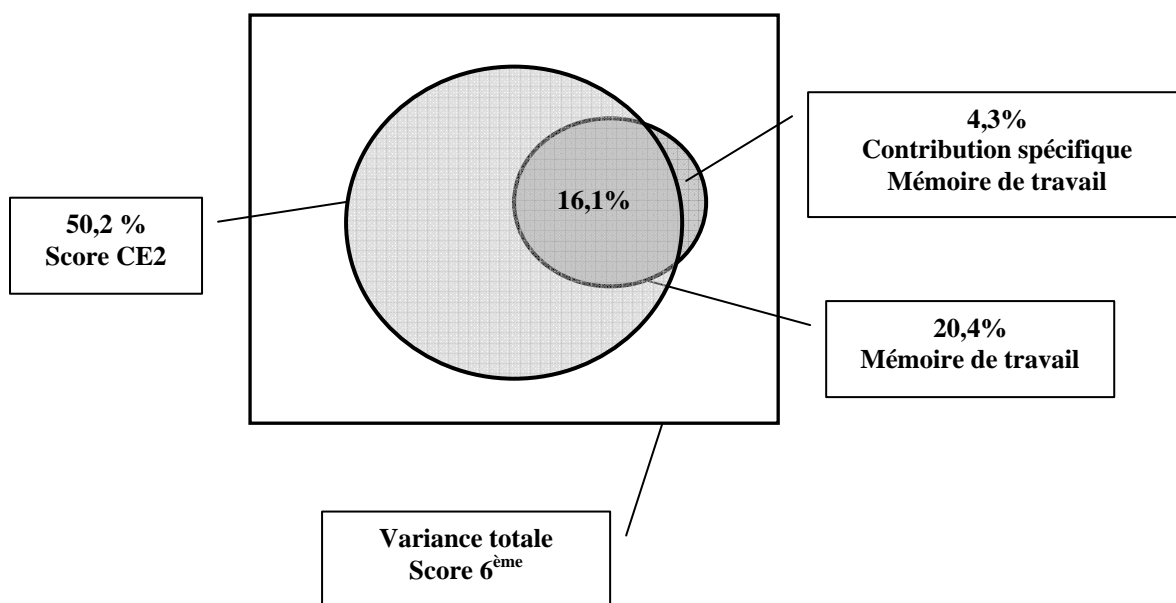 4,3%
Contribution spécifique
Mémoire de travail
16,1%
50,2 %
Score CE2
20,4%
Mémoire de travail
Variance totale
Score 6ème